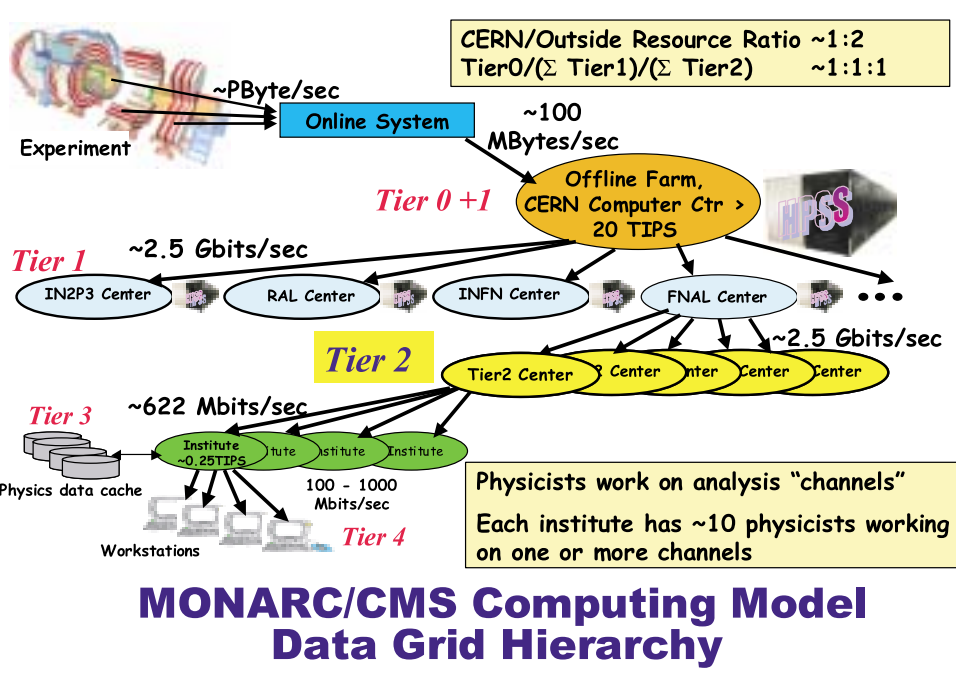 CERN/Outside Resource Ratio ~1:2
Tier0/(Σ Tier1)/(Σ Tier2) ~1:1:1
~PByte/sec
Online System
~100
MBytes/sec
Experiment
Tier 0 +1
Offline Farm,
CERN Computer Ctr >
20 TIPS
HPSS
Tier 1
~2.5 Gbits/sec
IN2P3 Center
RAL Center
INFN Center
FNAL Center
•••
~2.5 Gbits/sec
Tier 2
Tier2 Center
Center
Center
Center
Tier 3
~622 Mbits/sec
Institute
~0.25TIPS
Institute
Physics data cache
100 - 1000
Mbits/sec
Workstations
Tier 4
Physicists work on analysis “channels”
Each institute has ~10 physicists working
on one or more channels
MONARC/CMS Computing Model
Data Grid Hierarchy